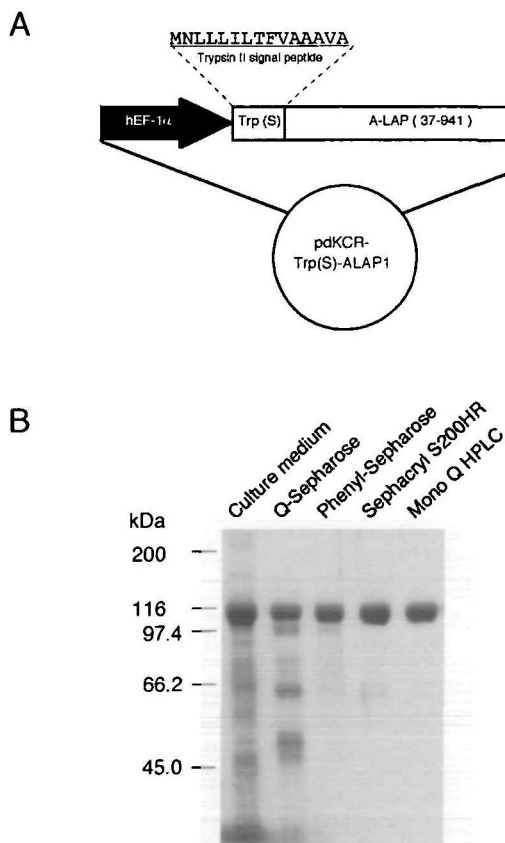 A
MNLLLILTFVAAAVA
Trypsin II signal peptide
hEF-1α
Trp (S)
A-LAP ( 37-941 )
pdKCR-
Trp(S)-ALAP1
B
Culture medium
Q-Sepharose
Phenyl-Sepharose
Sephacryl S200HR
Mono Q HPLC
kDa
200
116
97.4
66.2
45.0